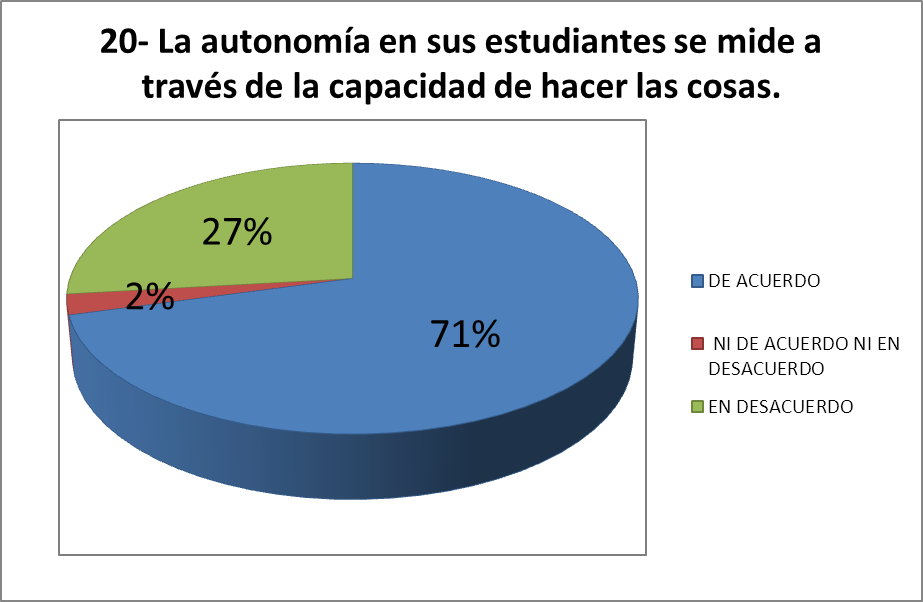 20- La autonomía en sus estudiantes se mide a
través de la capacidad de hacer las cosas.
27%
2%
71%
DE ACUERDO
NI DE ACUERDO NI EN
DESACUERDO
EN DESACUERDO